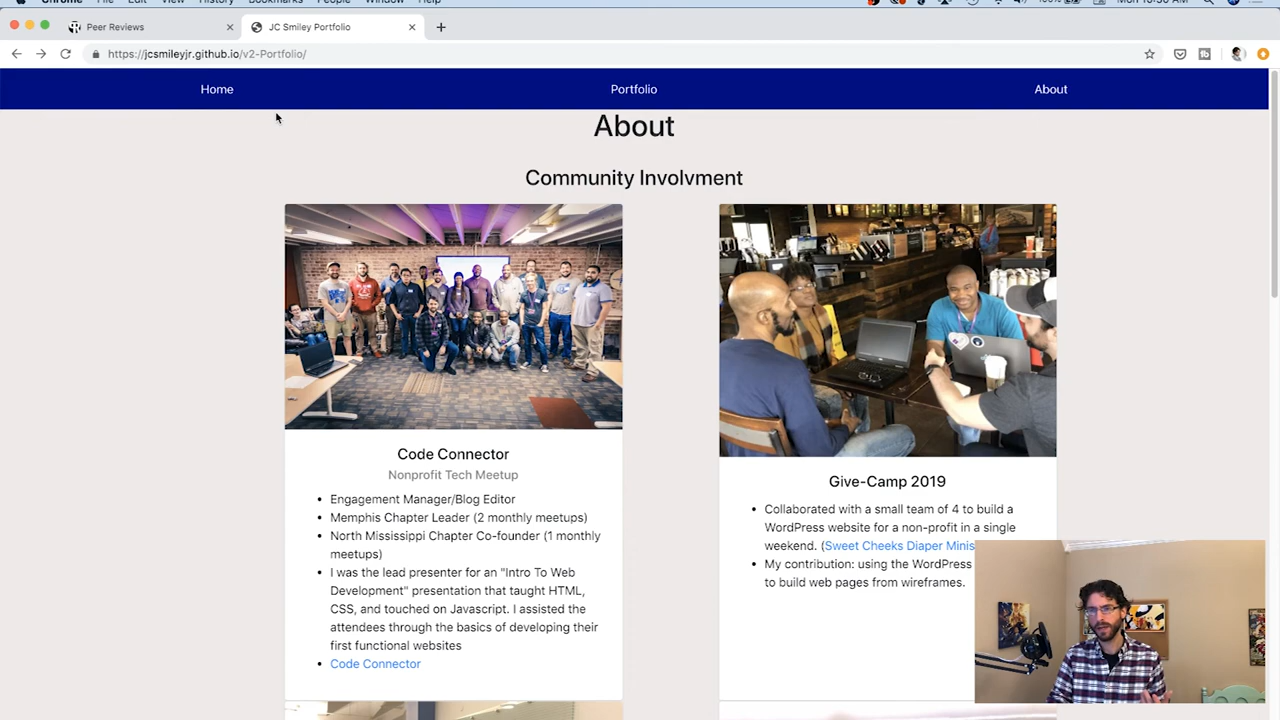 Chrome File Edit View History Bookmarks People Window Help 100% Mon 10:50 AM
Peer Reviews
JC Smiley Portfolio
https://jcsmileyjr.github.io/v2-Portfolio/
Home Portfolio About
About
Community Involvment
Code Connector
Nonprofit Tech Meetup
Engagement Manager/Blog Editor
Memphis Chapter Leader (2 monthly meetups)
North Mississippi Chapter Co-founder (1 monthly
meetups)
I was the lead presenter for an "Intro To Web
Development" presentation that taught HTML,
CSS, and touched on Javascript. I assisted the
attendees through the basics of developing their
first functional websites
Code Connector
Give-Camp 2019
Collaborated with a small team of 4 to build a
WordPress website for a non-profit in a single
weekend. (Sweet Cheeks Diaper Minis
My contribution: using the WordPress
to build web pages from wireframes.